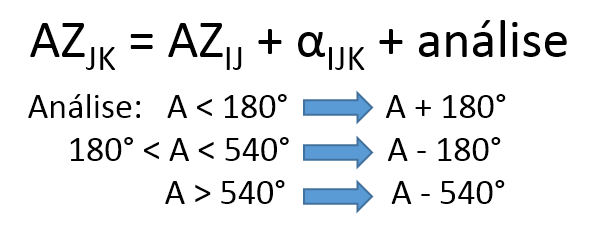 AZJK = AZIJ + αIJK + análise
Análise: A < 180° A + 180°
180° < A < 540° A - 180°
A > 540° A - 540°